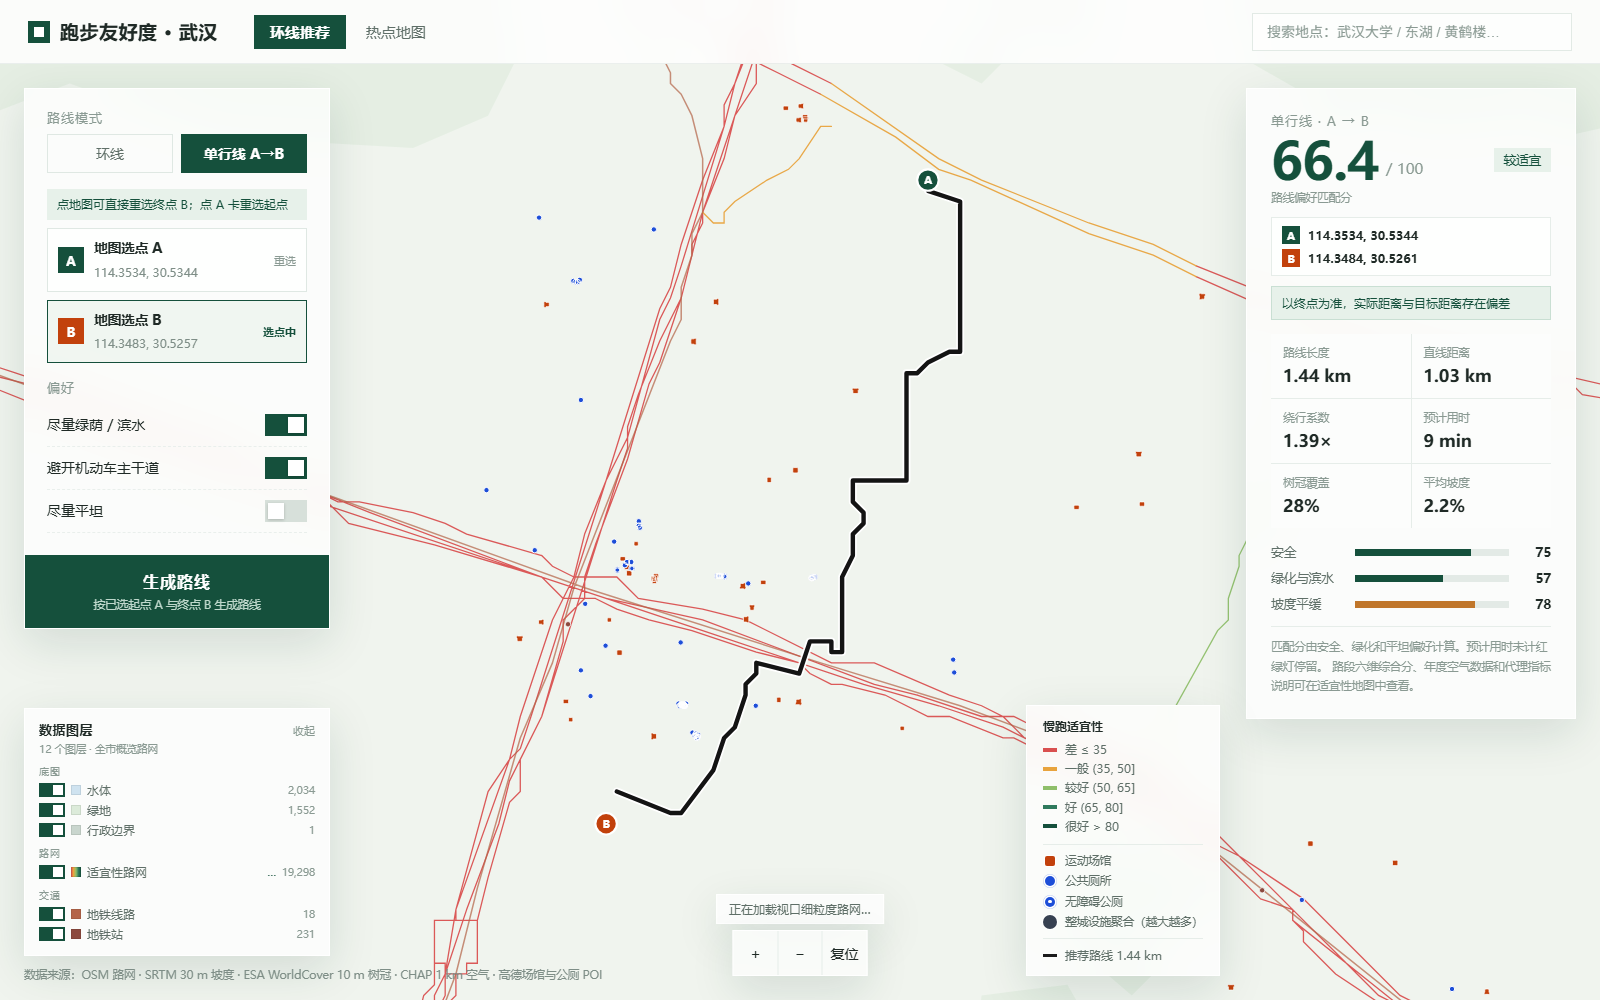 跑步友好度·武汉
环线推荐
热点地图
搜索地点：武汉大学 / 东湖 / 黄鹤楼...
路线模式
环线
单行线 A→B
点地图可直接重选终点 B；点 A 卡重选起点
A
地图选点 A
114.3534, 30.5344
重选
B
地图选点 B
114.3483, 30.5257
选点中
偏好
尽量绿荫 / 滨水
避开机动车主干道
尽量平坦
生成路线
按已选起点 A 与终点 B 生成路线
数据图层
收起
12 个图层 · 全市概览路网
底图
水体 2,034
绿地 1,552
行政边界 1
路网
适宜性路网 ... 19,298
交通
地铁线路 18
地铁站 231
数据来源：OSM 路网 · SRTM 30 m 坡度 · ESA WorldCover 10 m 树冠 · CHAP 1 km 空气 · 高德场馆与公厕 POI
A
B
正在加载视口细粒度路网...
+
−
复位
单行线 · A → B
66.4 / 100
较适宜
路线偏好匹配分
A 114.3534, 30.5344
B 114.3484, 30.5261
以终点为准，实际距离与目标距离存在偏差
路线长度
1.44 km
直线距离
1.03 km
绕行系数
1.39×
预计用时
9 min
树冠覆盖
28%
平均坡度
2.2%
安全 75
绿化与滨水 57
坡度平缓 78
匹配分由安全、绿化和平坦偏好计算。预计用时未计红
绿灯停留。 路段六维综合分、年度空气数据和代理指标
说明可在适宜性地图中查看。
慢跑适宜性
差 ≤ 35
一般 (35, 50]
较好 (50, 65]
好 (65, 80]
很好 > 80
运动场馆
公共厕所
无障碍公厕
整城设施聚合（越大越多）
推荐路线 1.44 km